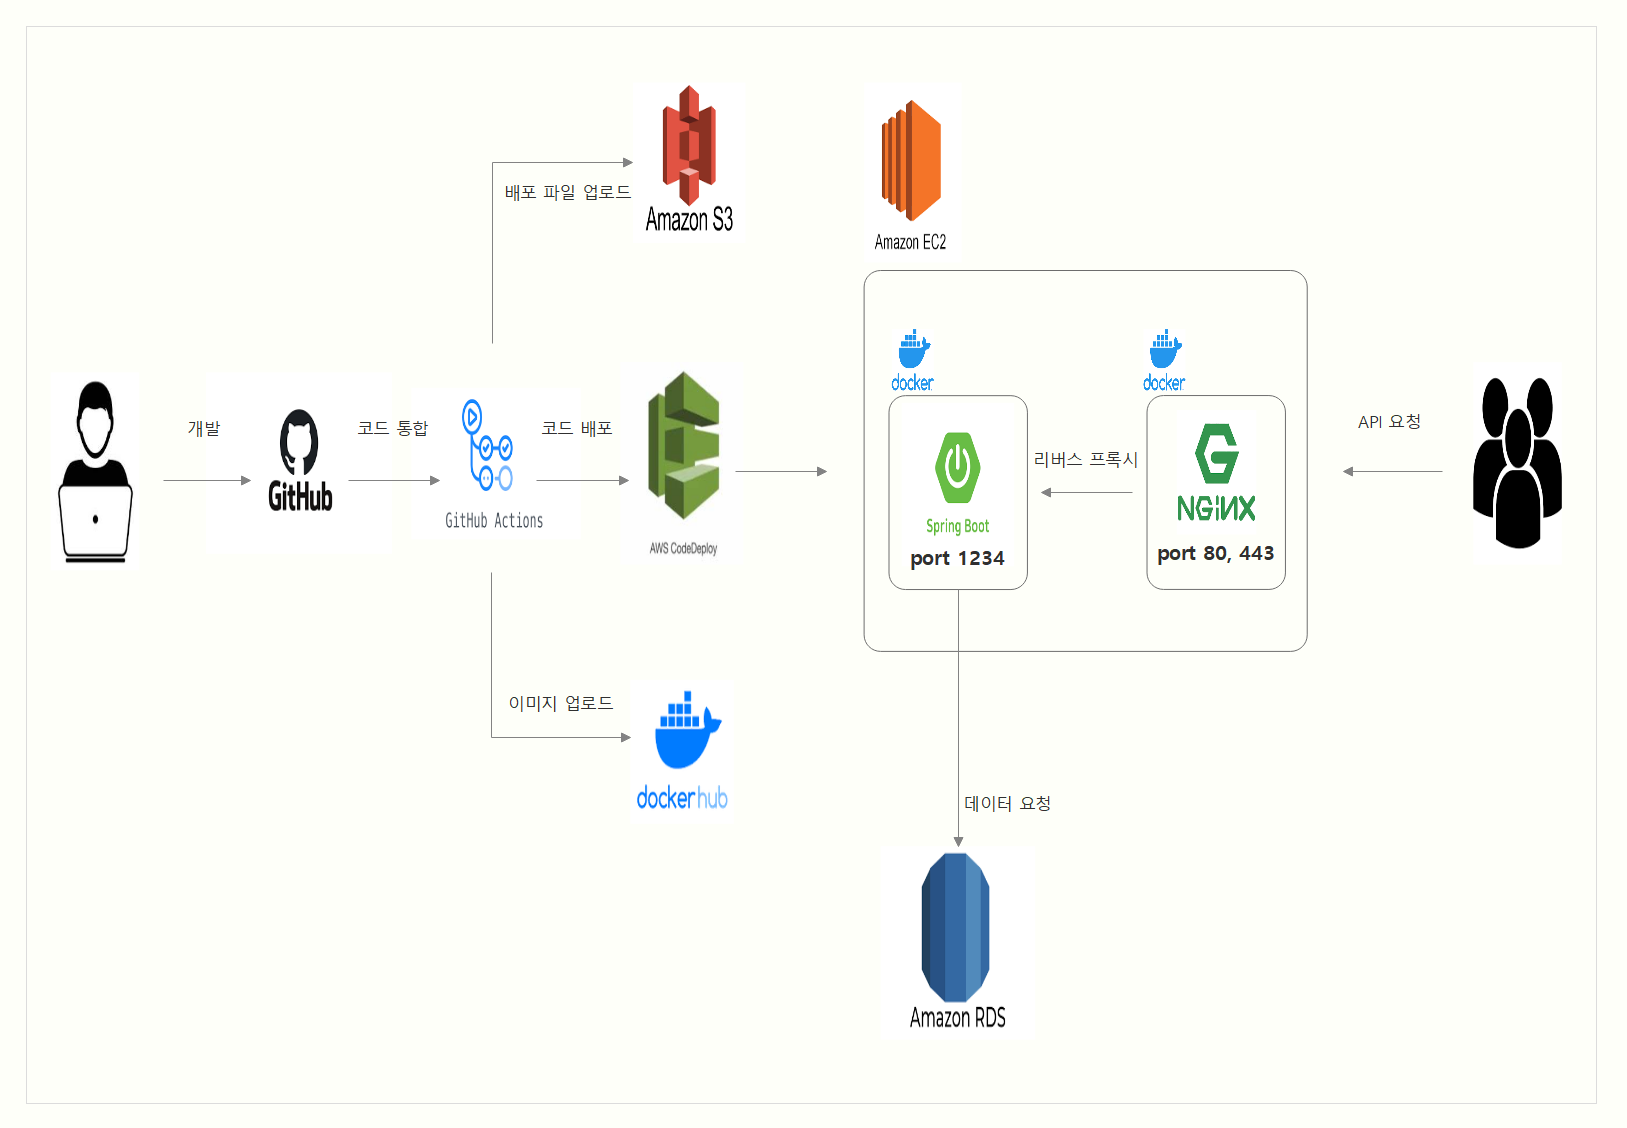 배포 파일 업로드
Amazon S3
Amazon EC2
docker
docker
개발
GitHub
코드 통합
GitHub Actions
코드 배포
AWS CodeDeploy
Spring Boot
port 1234
리버스 프록시
NGiNX
port 80, 443
API 요청
이미지 업로드
dockerhub
데이터 요청
Amazon RDS